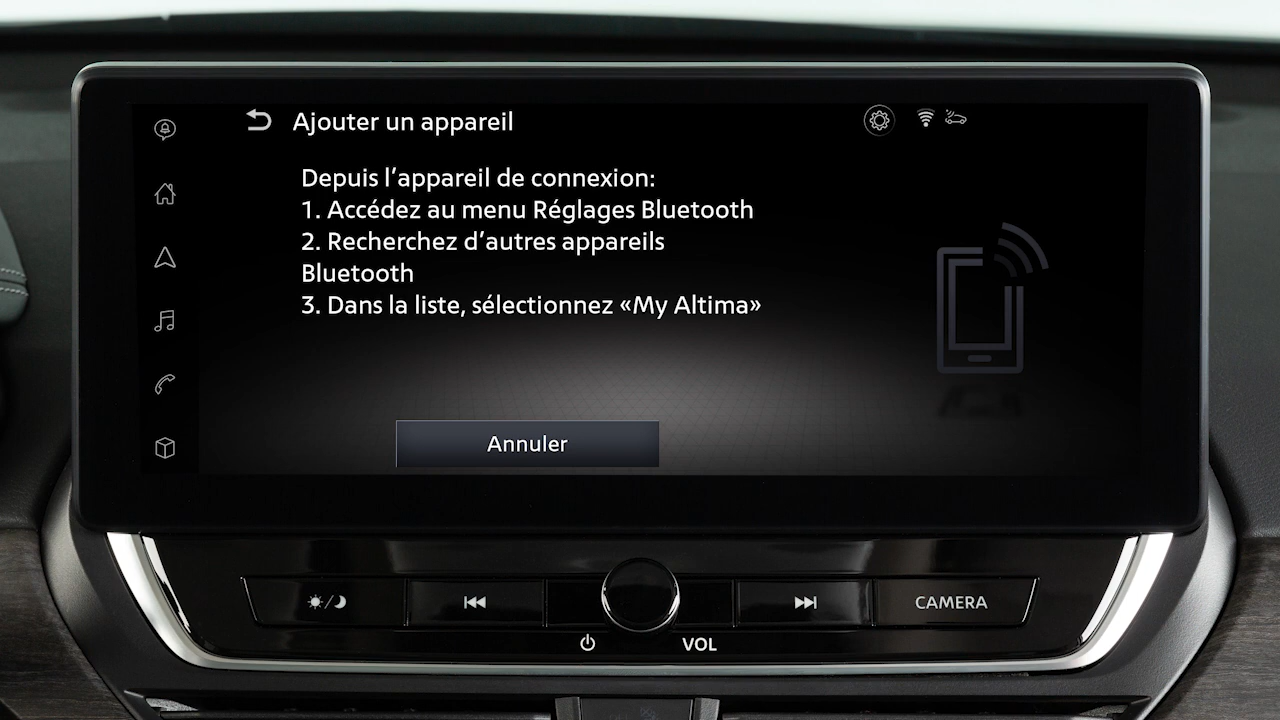 Ajouter un appareil
Depuis l’appareil de connexion:
1. Accédez au menu Réglages Bluetooth
2. Recherchez d’autres appareils
Bluetooth
3. Dans la liste, sélectionnez «My Altima»
Annuler
CAMERA
VOL